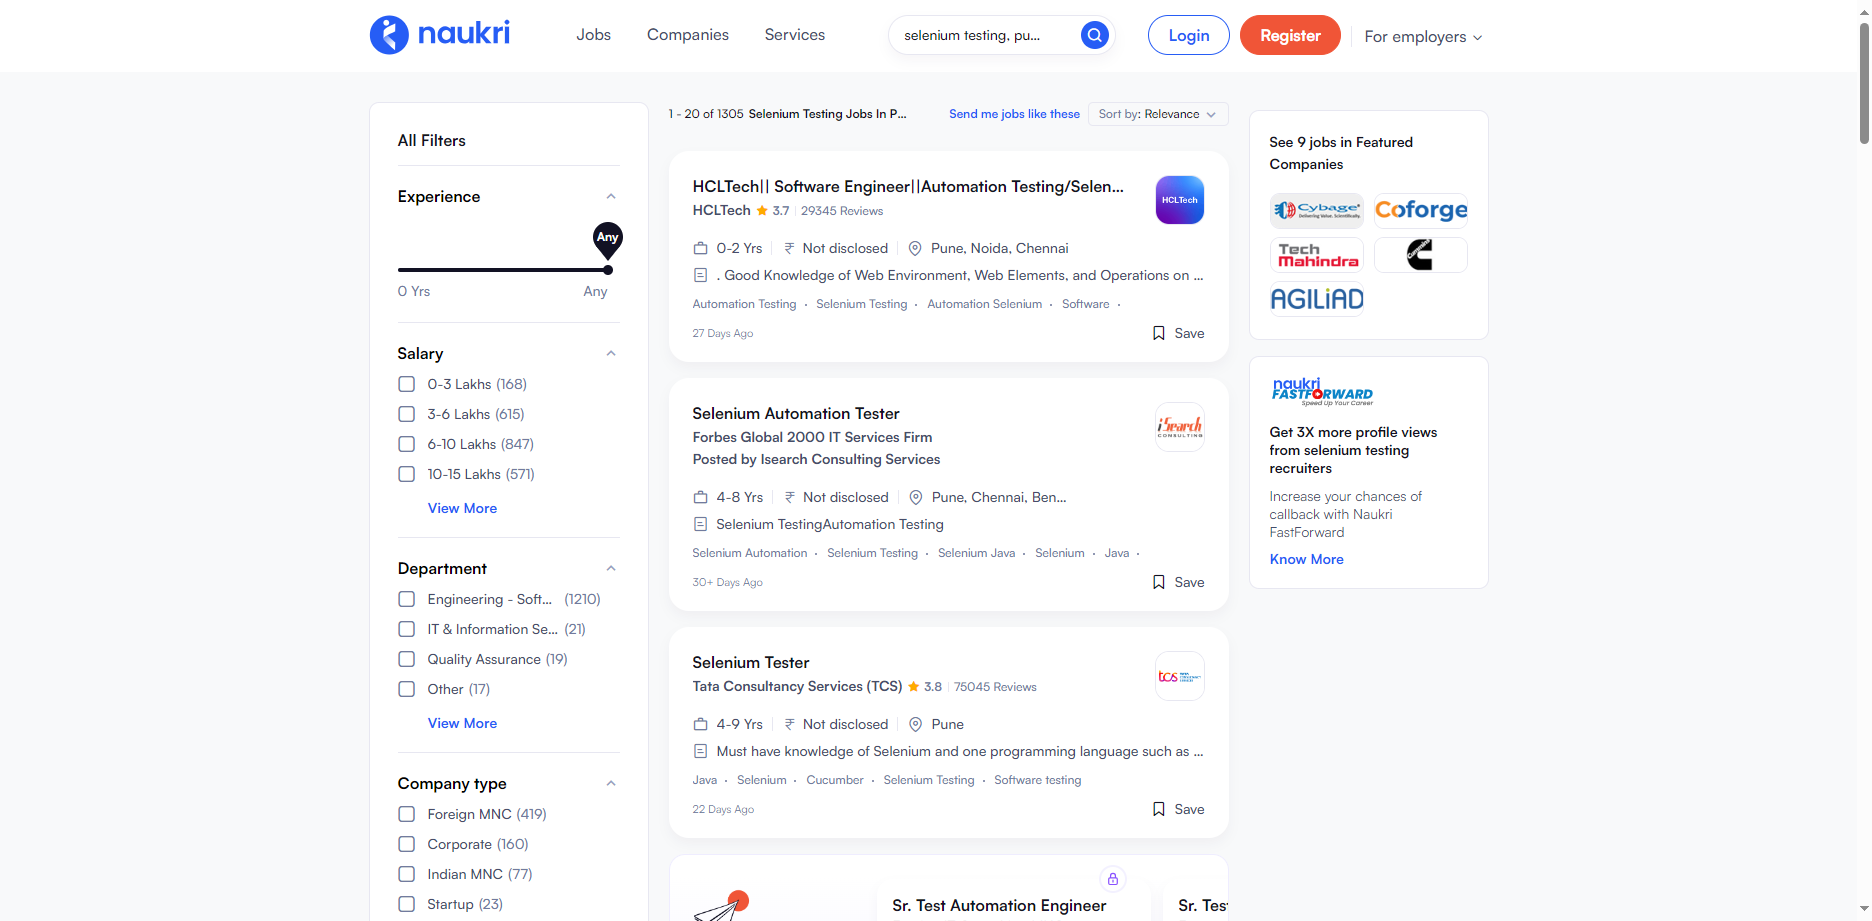 naukri
Jobs
Companies
Services
selenium testing, pu...
Login
Register
For employers
All Filters
Experience
Any
0 Yrs
Any
Salary
0-3 Lakhs (168)
3-6 Lakhs (615)
6-10 Lakhs (847)
10-15 Lakhs (571)
View More
Department
Engineering - Soft... (1210)
IT & Information Se... (21)
Quality Assurance (19)
Other (17)
View More
Company type
Foreign MNC (419)
Corporate (160)
Indian MNC (77)
Startup (23)
1 - 20 of 1305 Selenium Testing Jobs In P...
Send me jobs like these
Sort by: Relevance
HCLTech|| Software Engineer||Automation Testing/Selen...
HCLTech 3.7 29345 Reviews
HCLTech
0-2 Yrs
₹ Not disclosed
Pune, Noida, Chennai
. Good Knowledge of Web Environment, Web Elements, and Operations on ...
Automation Testing · Selenium Testing · Automation Selenium · Software ·
27 Days Ago
Save
Selenium Automation Tester
Forbes Global 2000 IT Services Firm
Posted by Isearch Consulting Services
iSearch
CONSULTING
4-8 Yrs
₹ Not disclosed
Pune, Chennai, Ben...
Selenium TestingAutomation Testing
Selenium Automation · Selenium Testing · Selenium Java · Selenium · Java ·
30+ Days Ago
Save
Selenium Tester
Tata Consultancy Services (TCS) 3.8 75045 Reviews
tcs
4-9 Yrs
₹ Not disclosed
Pune
Must have knowledge of Selenium and one programming language such as ...
Java · Selenium · Cucumber · Selenium Testing · Software testing
22 Days Ago
Save
Sr. Test Automation Engineer
Sr. Tes
See 9 jobs in Featured
Companies
Cybage
Delivering Value. Scientifically.
Coforge
Tech
Mahindra
AGILiAD
naukri
FASTFORWARD
Speed Up Your Career
Get 3X more profile views
from selenium testing
recruiters
Increase your chances of
callback with Naukri
FastForward
Know More